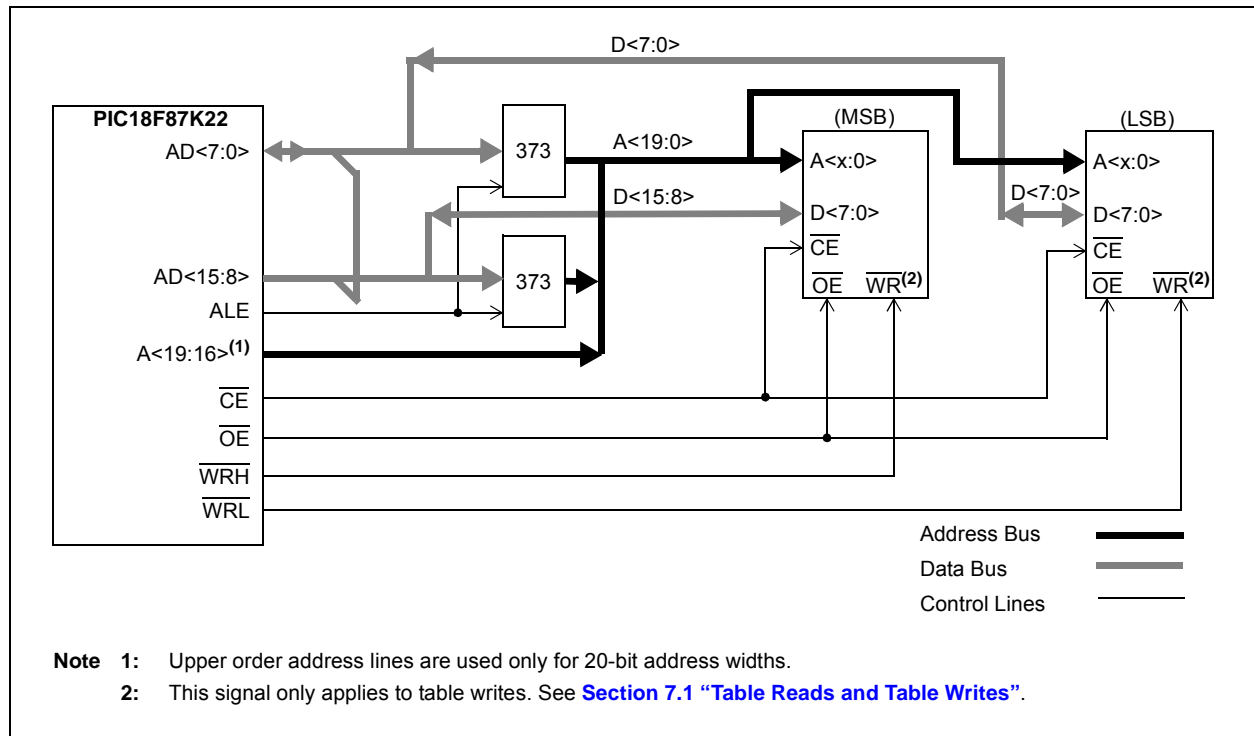 D<7:0>
PIC18F87K22
AD<7:0>
373
A<19:0>
(MSB)
A<x:0>
(LSB)
A<x:0>
D<15:8>
D<7:0>
D<7:0>
D<7:0>
CE
CE
AD<15:8>
373
OE WR(2)
OE WR(2)
ALE
A<19:16>(1)
CE
OE
WRH
WRL
Address Bus
Data Bus
Control Lines
Note 1: Upper order address lines are used only for 20-bit address widths.
2: This signal only applies to table writes. See Section 7.1 “Table Reads and Table Writes”.